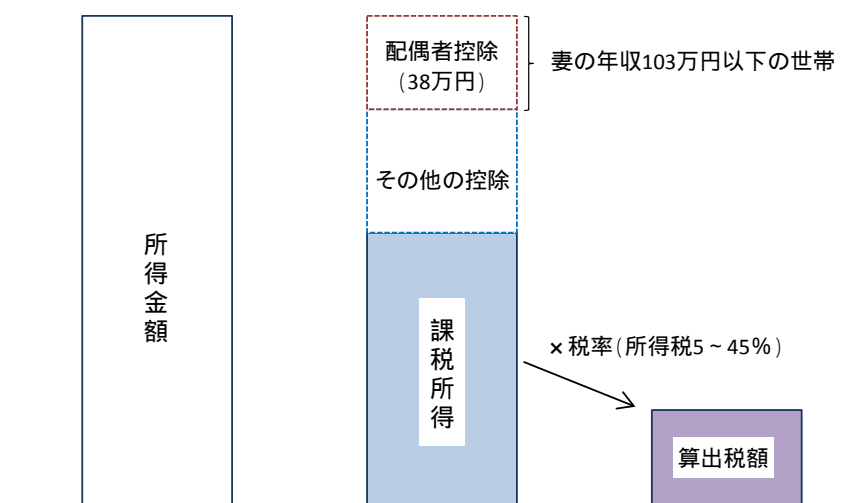 配偶者控除
(38万円)
妻の年収103万円以下の世帯
その他の控除
所得金額
課税所得
×税率(所得税5~45%)
算出税額